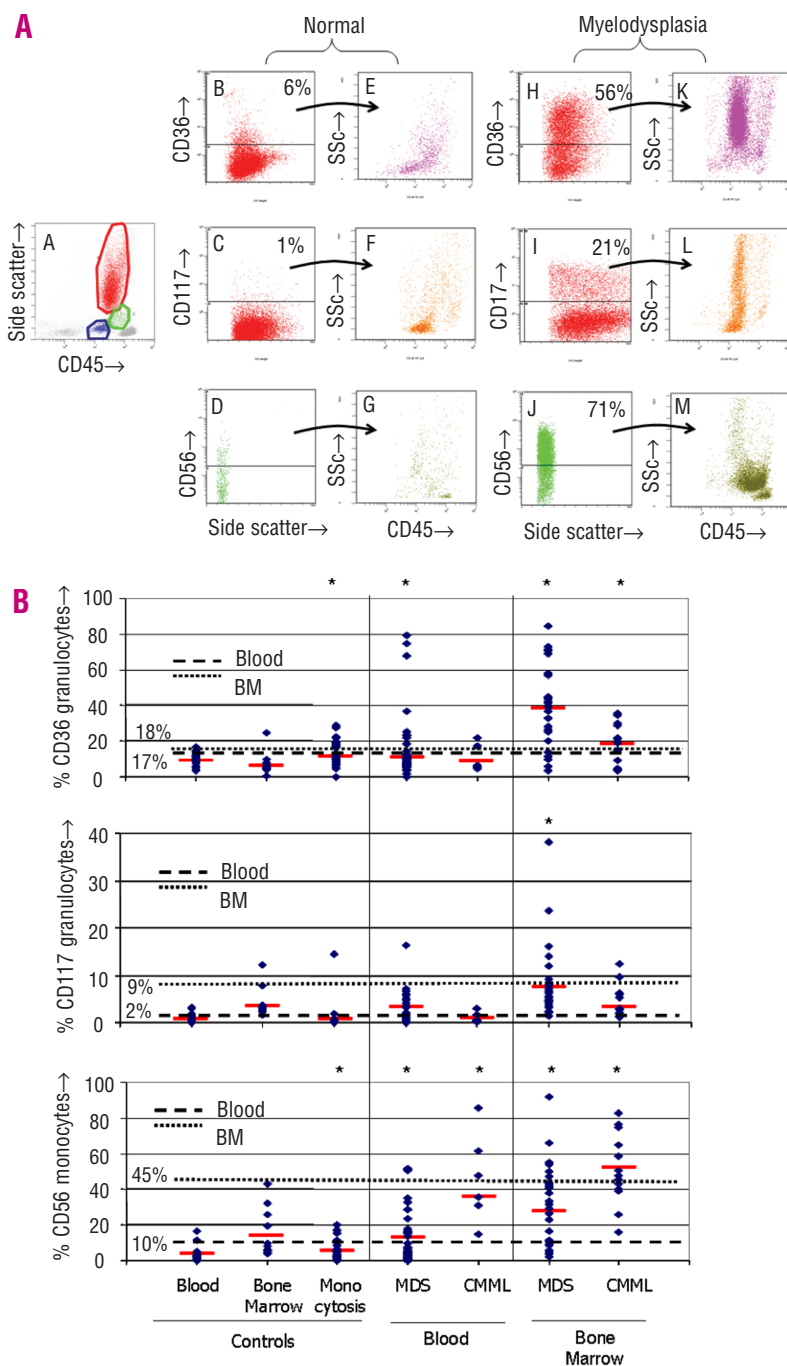 A
Normal
Myelodysplasia
B
6%
CD36→
E
SSc→
H
56%
CD36→
K
SSc→
A
Side scatter→
CD45→
C
1%
CD117→
F
SSc→
I
21%
CD17→
L
SSc→
D
CD56→
G
SSc→
J
71%
CD56→
M
SSc→
Side scatter→
CD45→
Side scatter→
CD45→
B
% CD36 granulocytes→
* * * *
100
80
60
40
20
0
Blood
BM
18%
17%
% CD117 granulocytes→
*
40
30
20
10
0
Blood
BM
9%
2%
% CD56 monocytes→
* * * * *
100
80
60
40
20
0
Blood
BM
45%
10%
Blood
Bone
Marrow
Mono
cytosis
MDS
CMML
MDS
CMML
Controls
Blood
Bone
Marrow